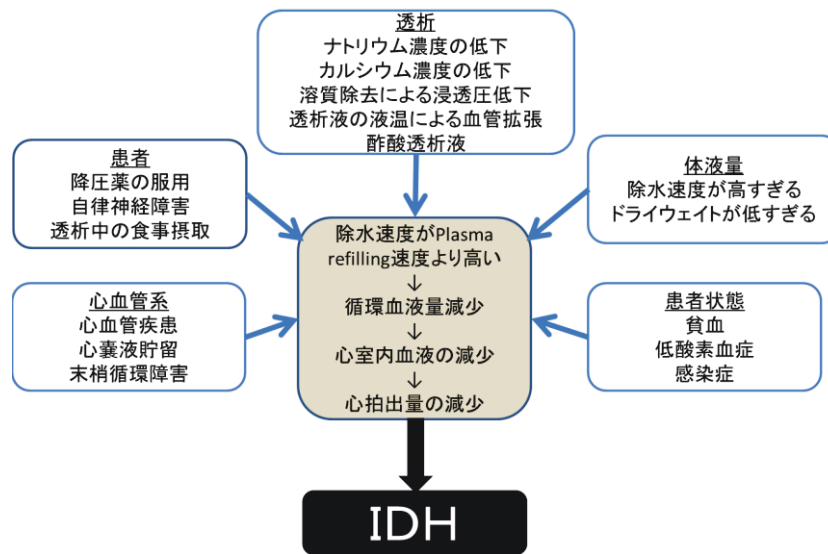 透析
ナトリウム濃度の低下
カルシウム濃度の低下
溶質除去による浸透圧低下
透析液の液温による血管拡張
酢酸透析液
患者
降圧薬の服用
自律神経障害
透析中の食事摂取
体液量
除水速度が高すぎる
ドライウェイトが低すぎる
心血管系
心血管疾患
心嚢液貯留
末梢循環障害
患者状態
貧血
低酸素血症
感染症
除水速度がPlasma
refilling速度より高い
↓
循環血液量減少
↓
心室内血液の減少
↓
心拍出量の減少
IDH